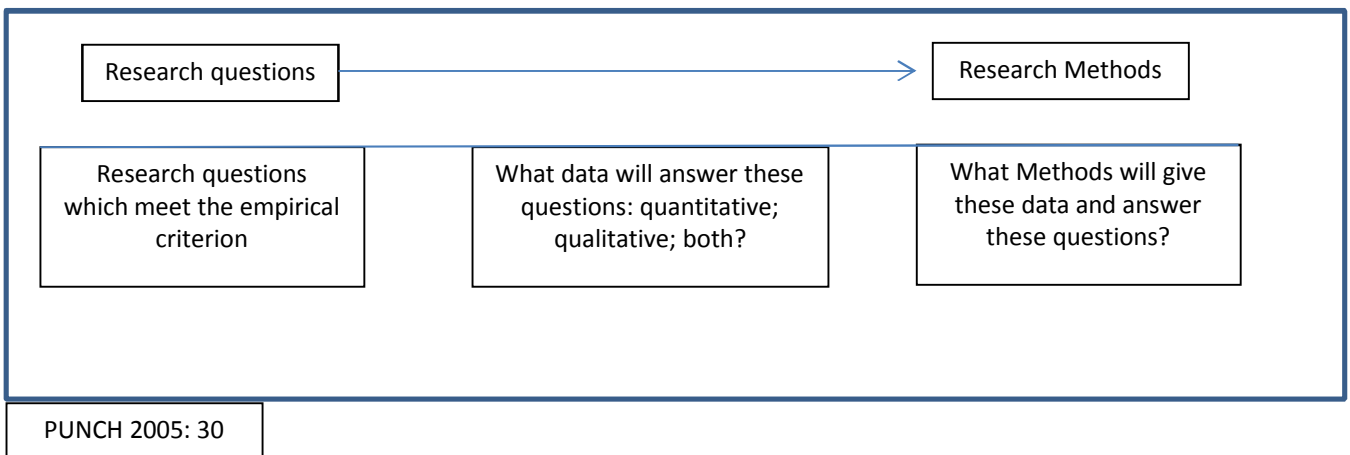 Research questions
Research Methods
Research questions
which meet the empirical
criterion
What data will answer these
questions: quantitative;
qualitative; both?
What Methods will give
these data and answer
these questions?
PUNCH 2005: 30